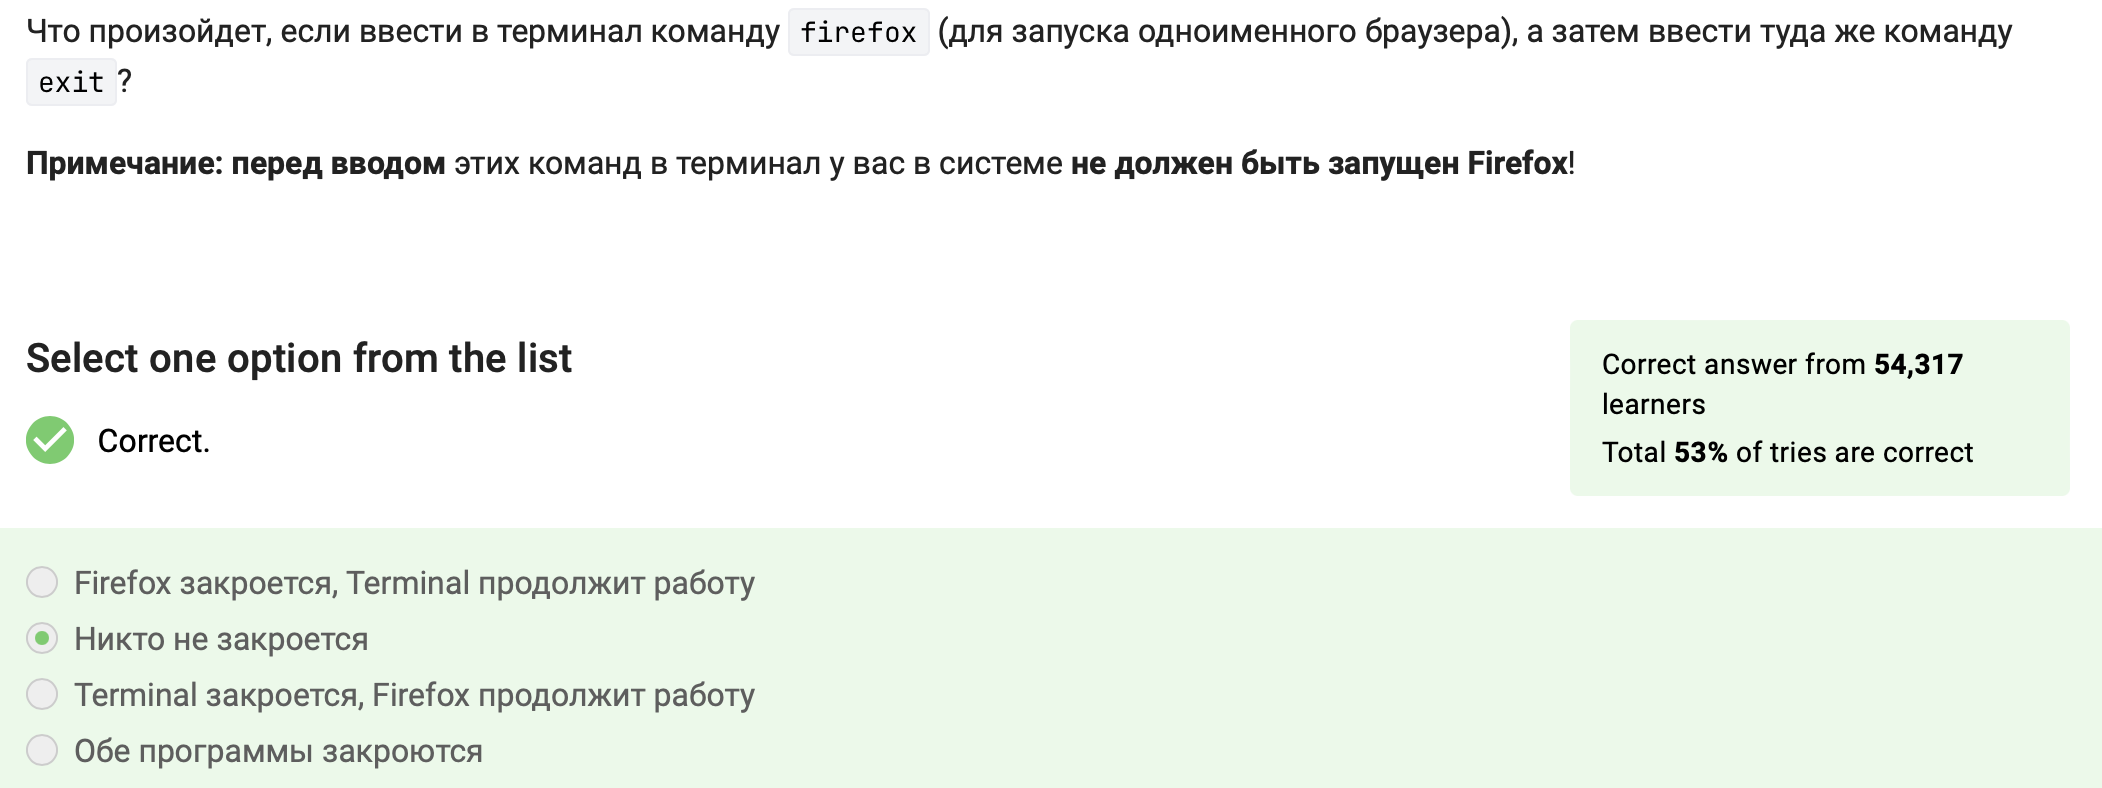 Что произойдет, если ввести в терминал команду firefox (для запуска одноименного браузера), а затем ввести туда же команду
exit?
Примечание: перед вводом этих команд в терминал у вас в системе не должен быть запущен Firefox!
Select one option from the list
Correct.
Correct answer from 54,317
learners
Total 53% of tries are correct
Firefox закроется, Terminal продолжит работу
Никто не закроется
Terminal закроется, Firefox продолжит работу
Обе программы закроются